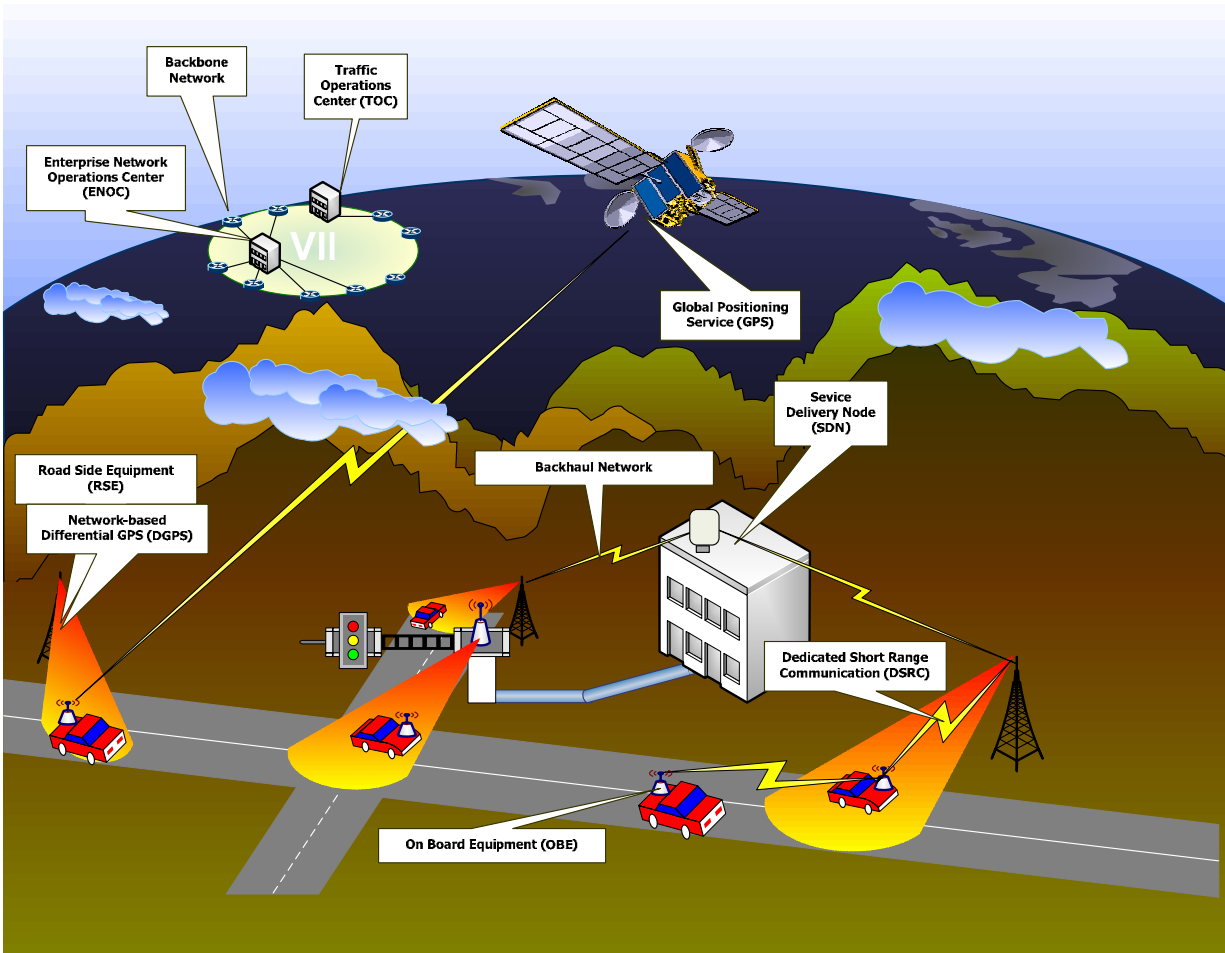 Backbone
Network
Traffic
Operations
Center (TOC)
Enterprise Network
Operations Center
(ENOC)
VII
Global Positioning
Service (GPS)
Sevice
Delivery Node
(SDN)
Road Side Equipment
(RSE)
Backhaul Network
Network-based
Differential GPS (DGPS)
Dedicated Short Range
Communication (DSRC)
On Board Equipment (OBE)